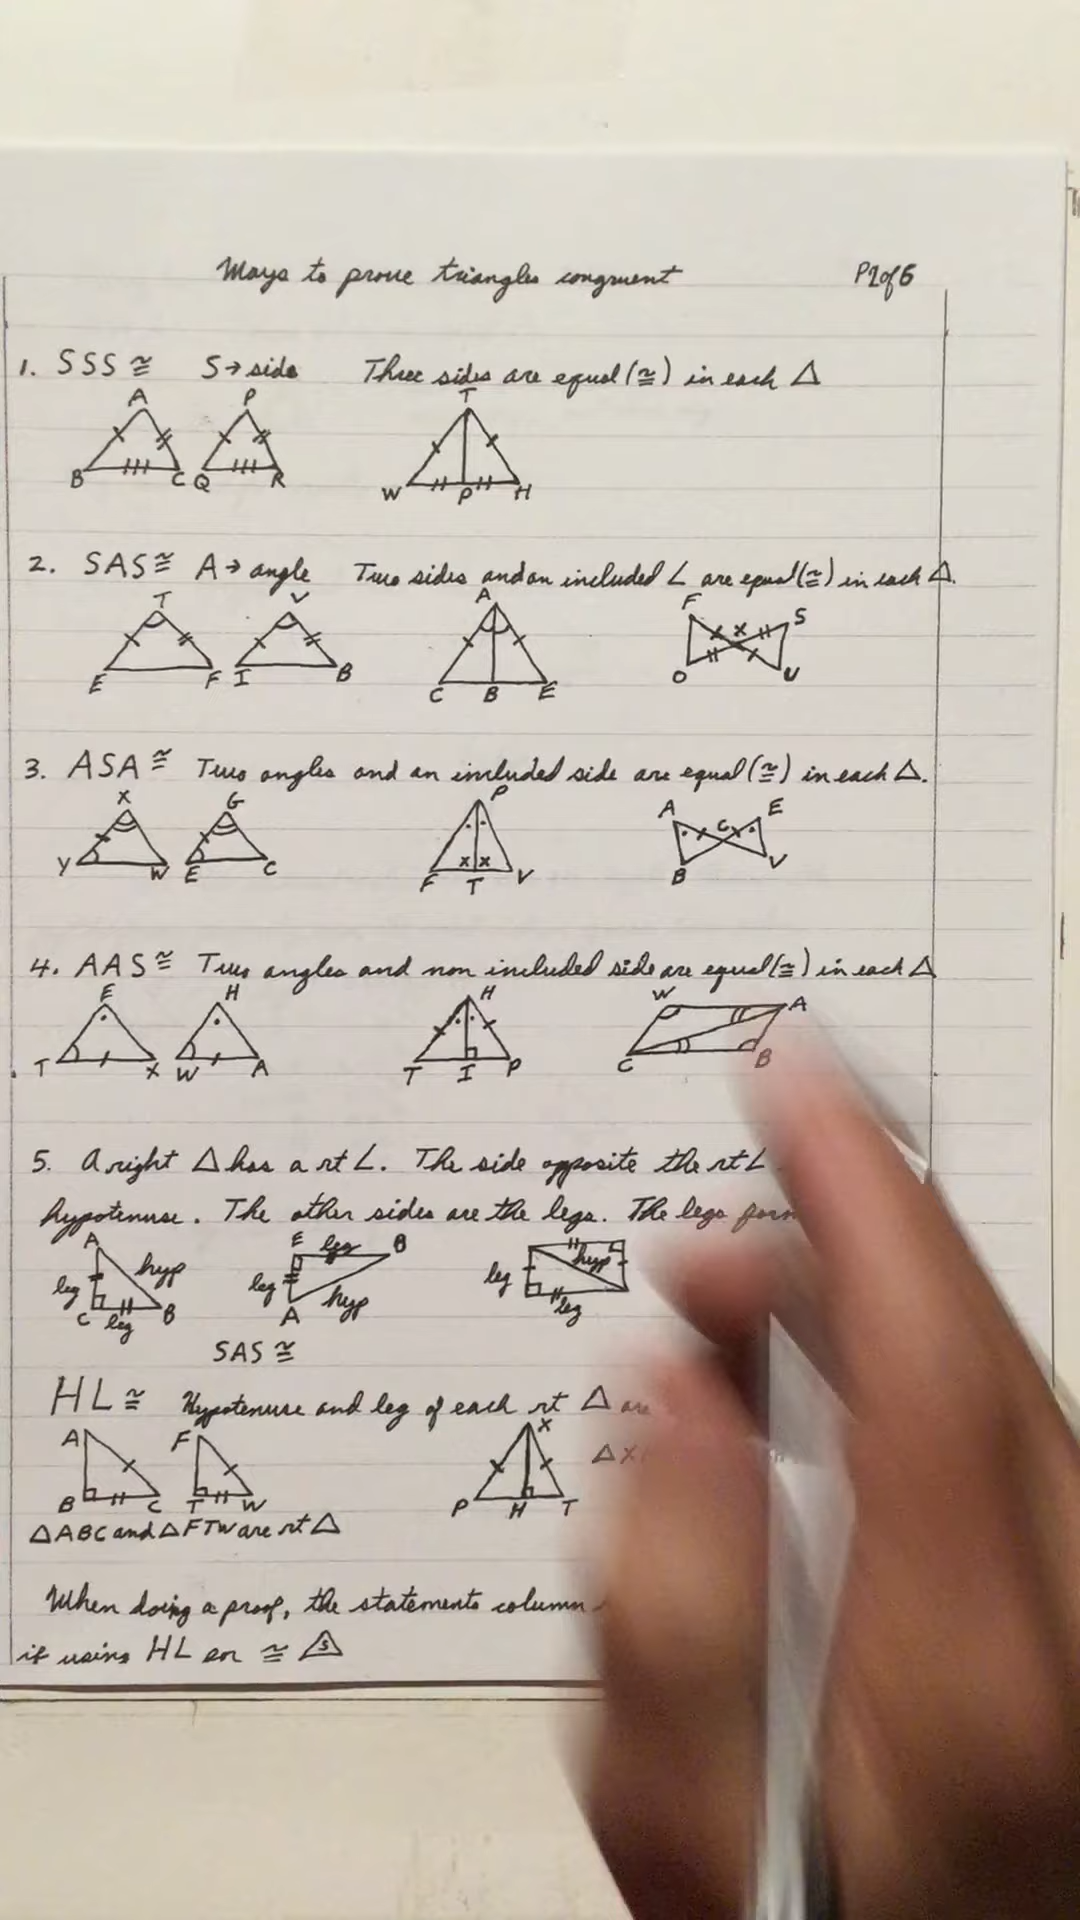 Ways to prove triangles congruent P1of6
1. SSS≅ S→side Three sides are equal(≅) in each △
A P T
B C Q R W P H
2. SAS≅ A→angle Two sides and an included ∠ are equal(≅) in each △.
T V A F x S
E F I B C B E O U
3. ASA≅ Two angles and an included side are equal(≅) in each △.
X G P A C E
Y W E C F x x T V B V
4. AAS≅ Two angles and non included side are equal(≅) in each △
E H H W A
T X W A T I P C B
5. A right △ has a rt ∠. The side opposite the rt ∠
hypotenuse. The other sides are the legs. The legs form
A E leg B
leg hyp leg hyp leg hyp
C leg B A leg
SAS≅
HL≅ Hypotenuse and leg of each rt △ are
A F X △X
B C T W P H T
△ABC and △FTW are rt △
When doing a proof, the statements column
if using HL or ≅ △s